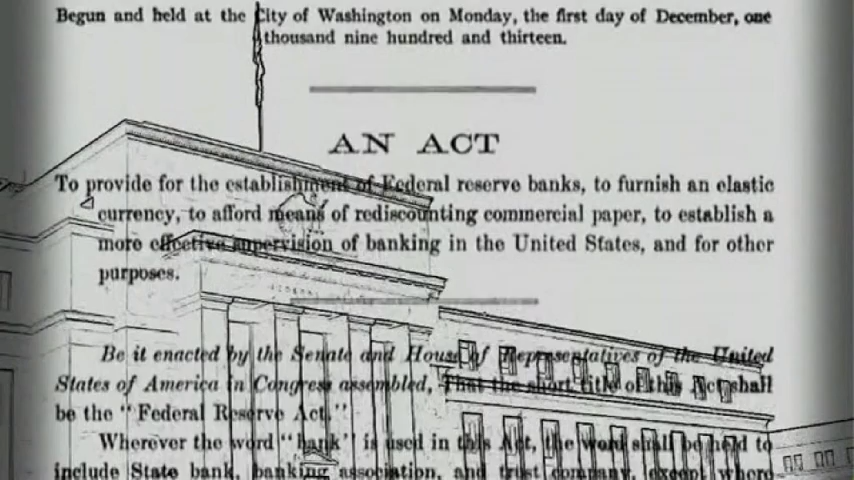 Begun and held at the City of Washington on Monday, the first day of December, one
thousand nine hundred and thirteen.
AN ACT
To provide for the establishment of Federal reserve banks, to furnish an elastic
currency, to afford means of rediscounting commercial paper, to establish a
more effective supervision of banking in the United States, and for other
purposes.
Be it enacted by the Senate and House of Representatives of the United
States of America in Congress assembled, That the short title of this Act shall
be the "Federal Reserve Act."
Wherever the word "bank" is used in this Act, the word shall be held to
include State bank, banking association, and trust company, except where